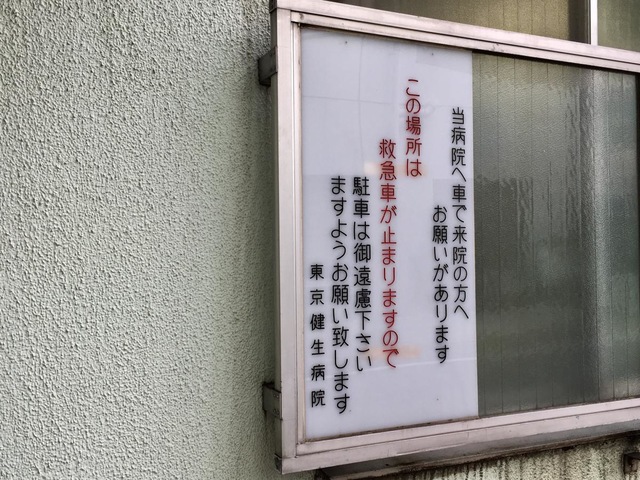 当病院へ車で来院の方へ
お願いがあります
この場所は
救急車が止まりますので
駐車は御遠慮下さい
ますようお願い致します
東京健生病院